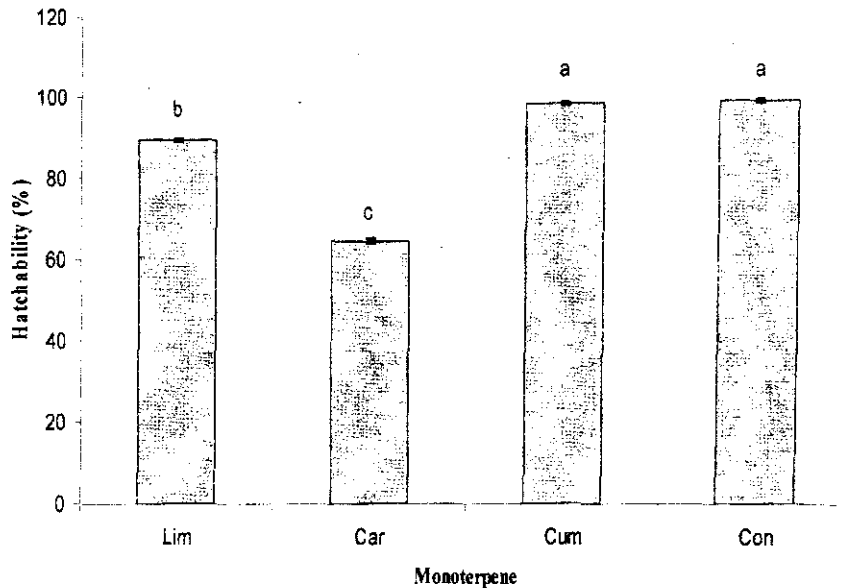 120
100
80
60
40
20
0
Hatchability (%)
b
c
a
a
Lim Car Cum Con
Monoterpene